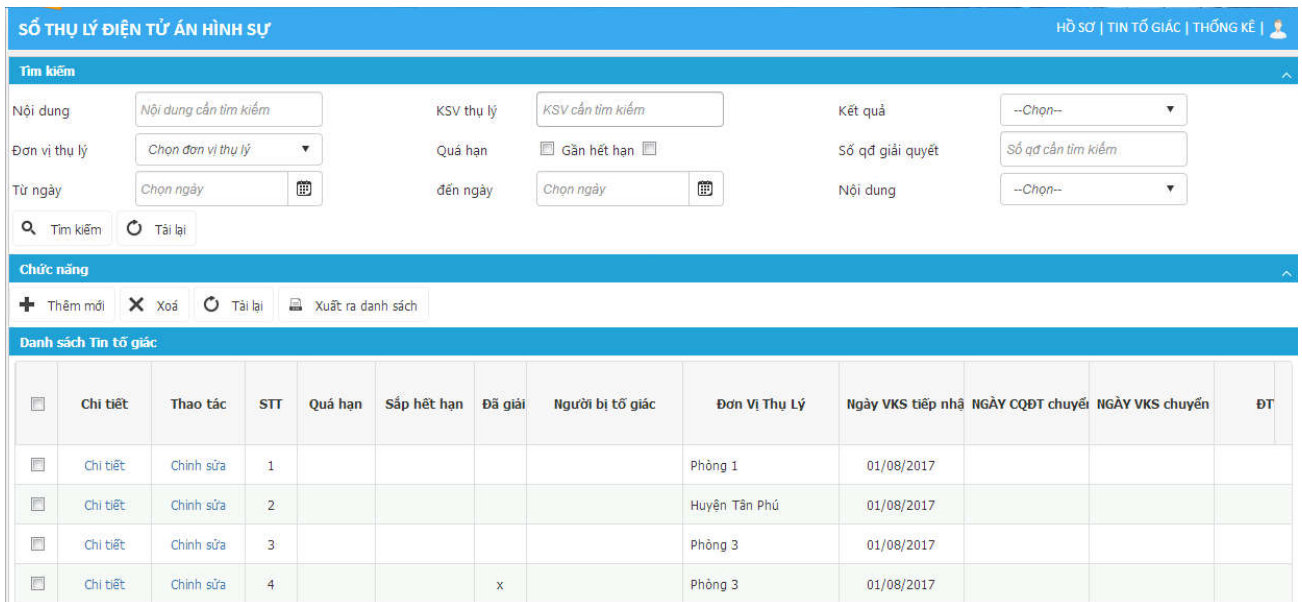 SỔ THỤ LÝ ĐIỆN TỬ ÁN HÌNH SỰ
HỒ SƠ | TIN TỐ GIÁC | THỐNG KÊ |
Tìm kiếm
Nội dung Nội dung cần tìm kiếm KSV thụ lý KSV cần tìm kiếm Kết quả --Chọn--
Đơn vị thụ lý Chọn đơn vị thụ lý Quá hạn Gần hết hạn Số qđ giải quyết Số qđ cần tìm kiếm
Từ ngày Chọn ngày đến ngày Chọn ngày Nội dung --Chọn--
Tìm kiếm Tải lại
Chức năng
Thêm mới Xoá Tải lại Xuất ra danh sách
Danh sách Tin tố giác
Chi tiết Thao tác STT Quá hạn Sắp hết hạn Đã giải Người bị tố giác Đơn Vị Thụ Lý Ngày VKS tiếp nhậ NGÀY CQĐT chuyể NGÀY VKS chuyển ĐT
Chi tiết Chỉnh sửa 1 Phòng 1 01/08/2017
Chi tiết Chỉnh sửa 2 Huyện Tân Phú 01/08/2017
Chi tiết Chỉnh sửa 3 Phòng 3 01/08/2017
Chi tiết Chỉnh sửa 4 x Phòng 3 01/08/2017